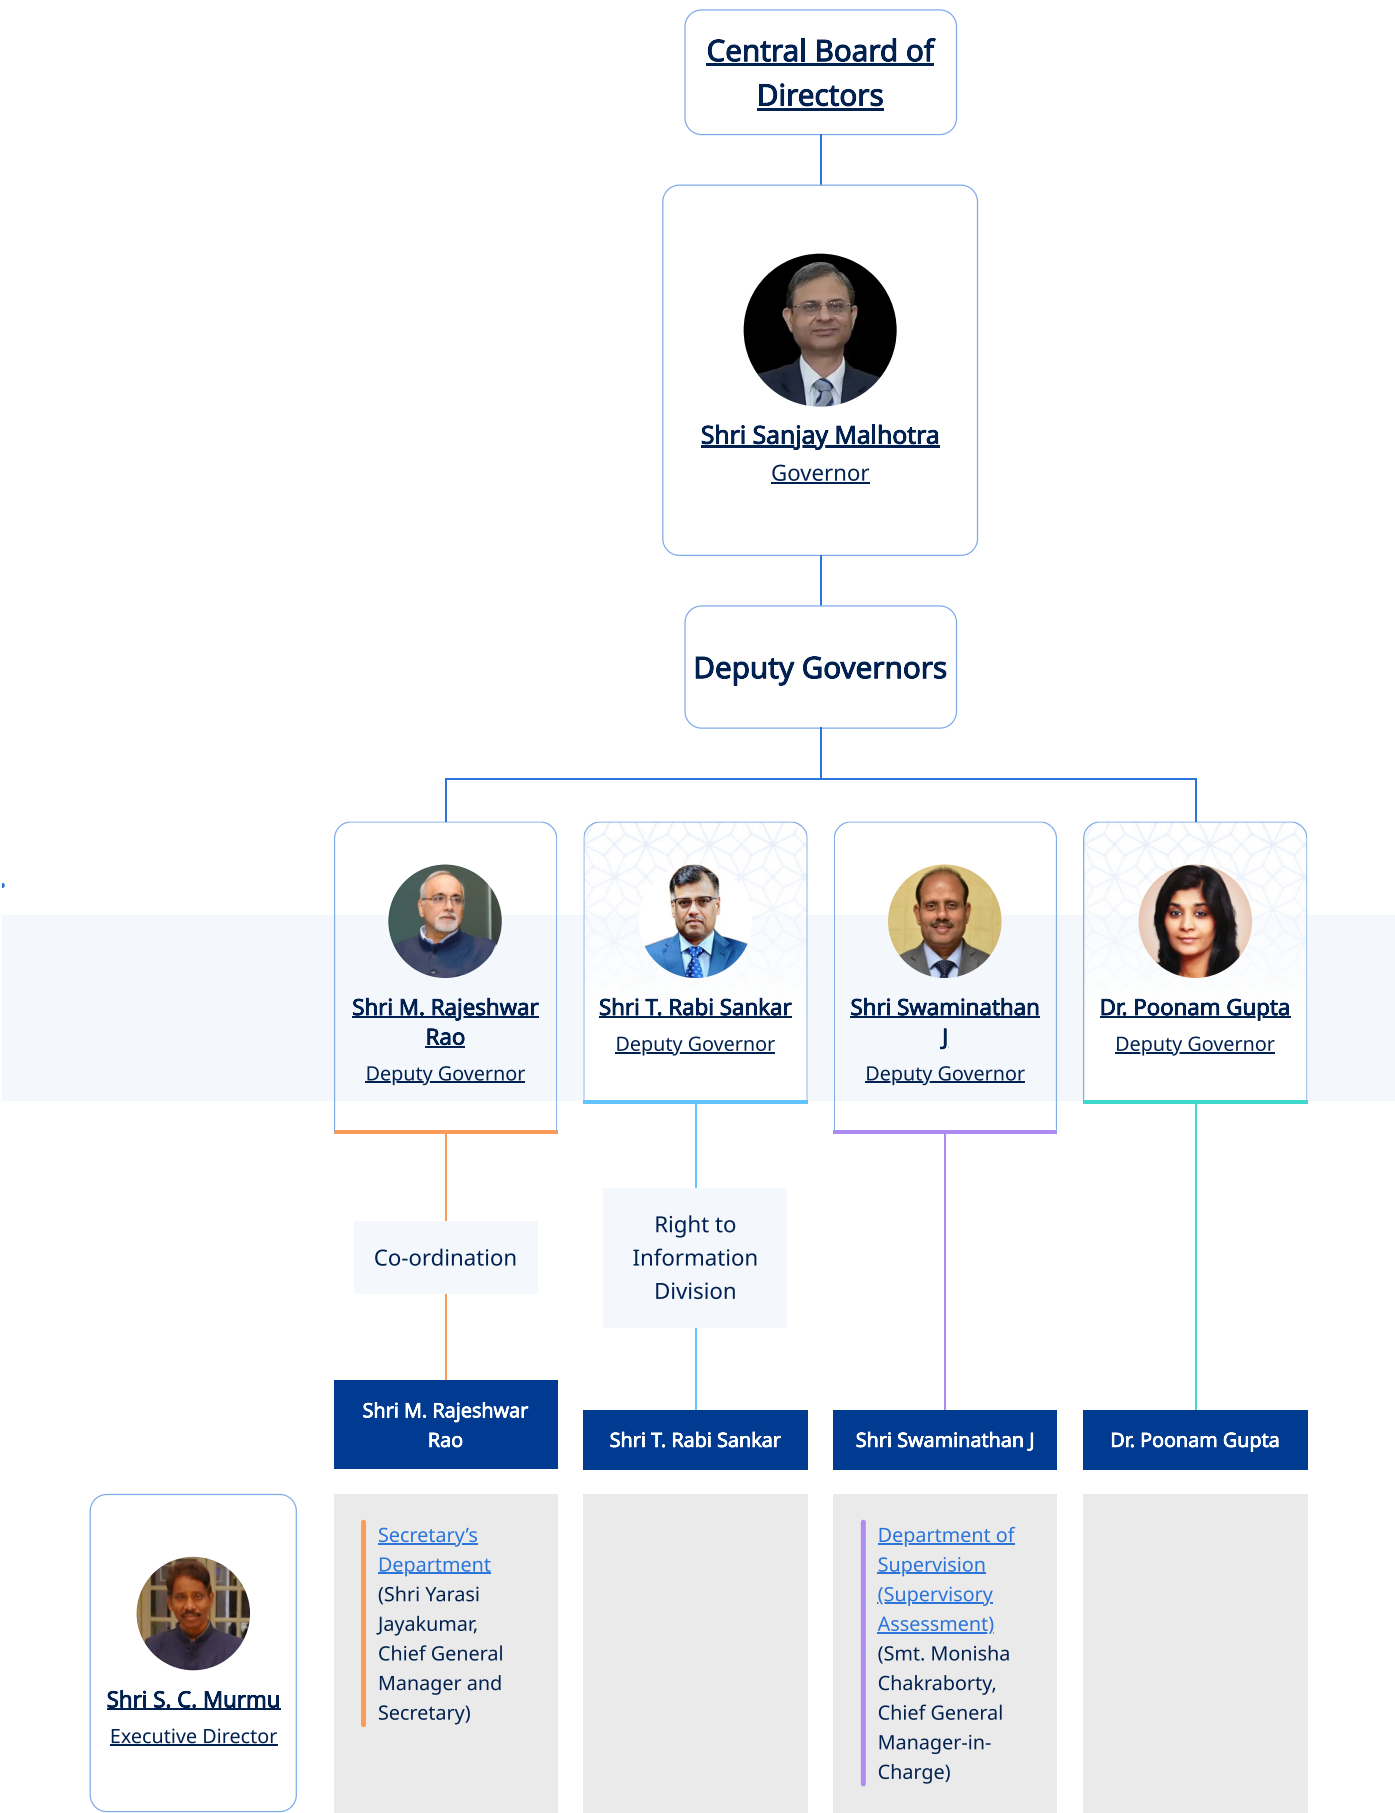 Central Board of
Directors
Shri Sanjay Malhotra
Governor
Deputy Governors
Shri M. Rajeshwar
Rao
Deputy Governor
Shri T. Rabi Sankar
Deputy Governor
Shri Swaminathan
J
Deputy Governor
Dr. Poonam Gupta
Deputy Governor
Co-ordination
Right to
Information
Division
Shri M. Rajeshwar
Rao
Shri T. Rabi Sankar
Shri Swaminathan J
Dr. Poonam Gupta
Shri S. C. Murmu
Executive Director
Secretary’s
Department
(Shri Yarasi
Jayakumar,
Chief General
Manager and
Secretary)
Department of
Supervision
(Supervisory
Assessment)
(Smt. Monisha
Chakraborty,
Chief General
Manager-in-
Charge)